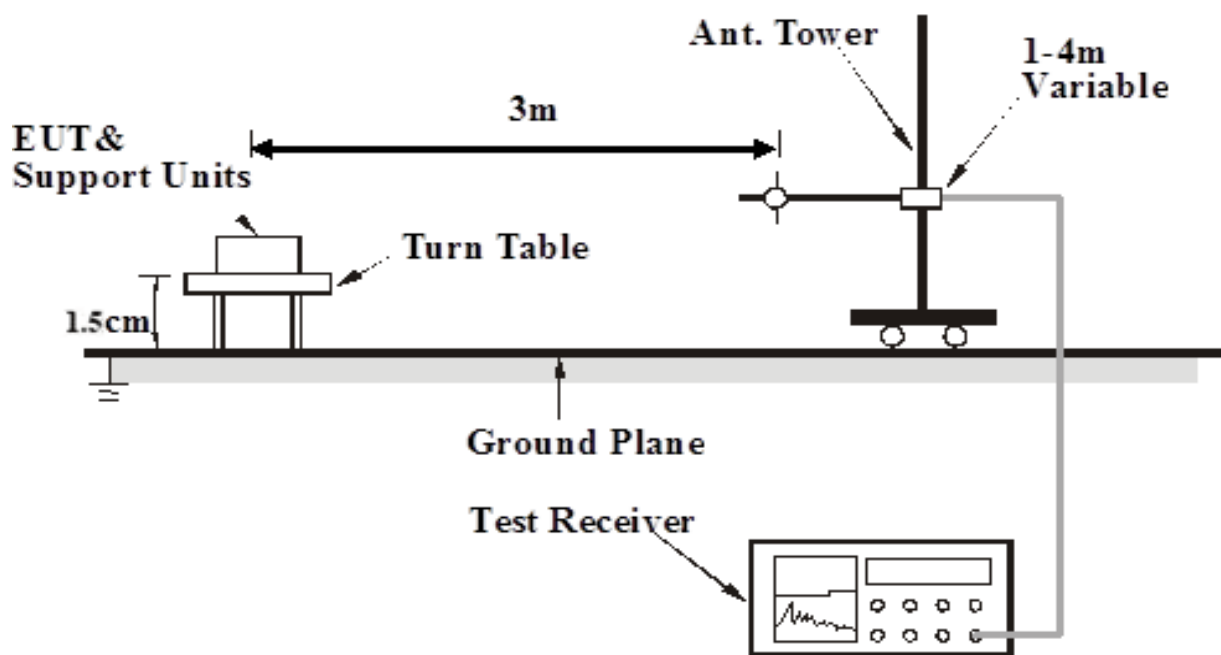 Ant. Tower
1-4m
Variable
3m
EUT&
Support Units
Turn Table
1.5cm
Ground Plane
Test Receiver